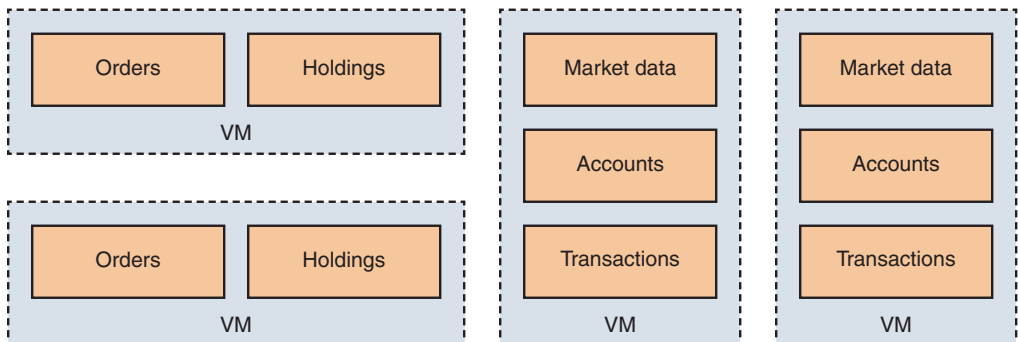 Orders
Holdings
VM
Orders
Holdings
VM
Market data
Accounts
Transactions
VM
Market data
Accounts
Transactions
VM